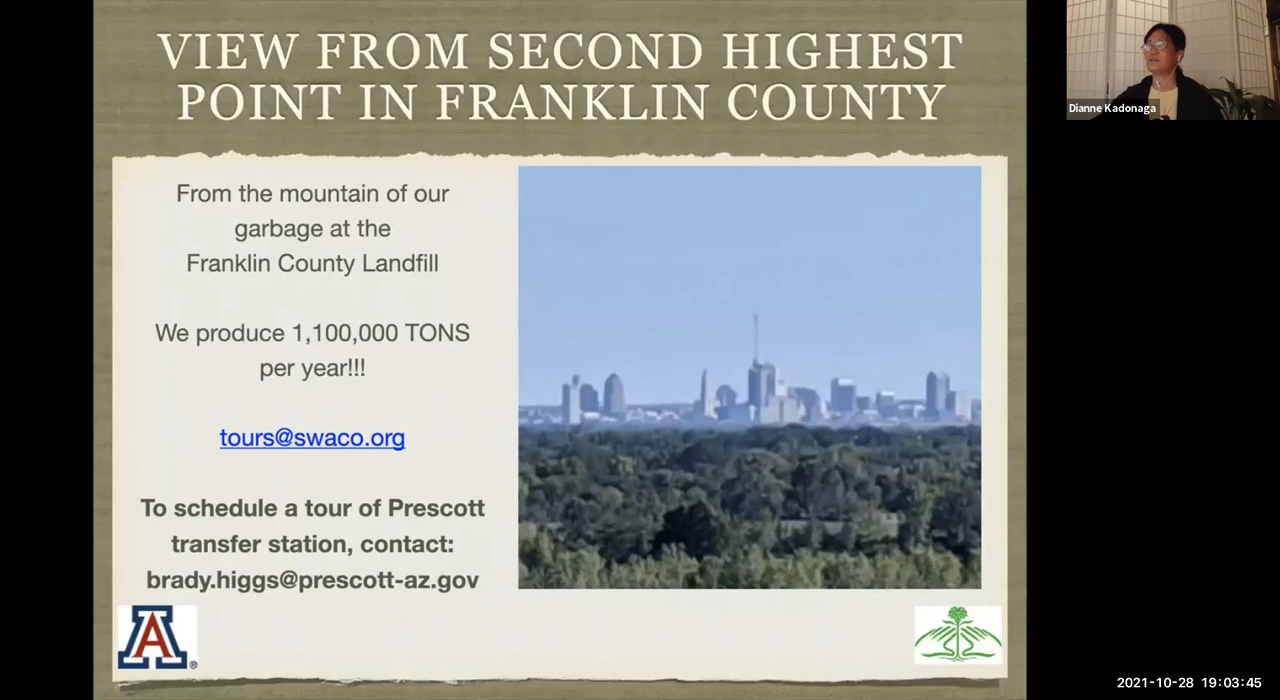 VIEW FROM SECOND HIGHEST
POINT IN FRANKLIN COUNTY
From the mountain of our
garbage at the
Franklin County Landfill
We produce 1,100,000 TONS
per year!!!
tours@swaco.org
To schedule a tour of Prescott
transfer station, contact:
brady.higgs@prescott-az.gov
A®
Dianne Kadonaga
2021-10-28 19:03:45